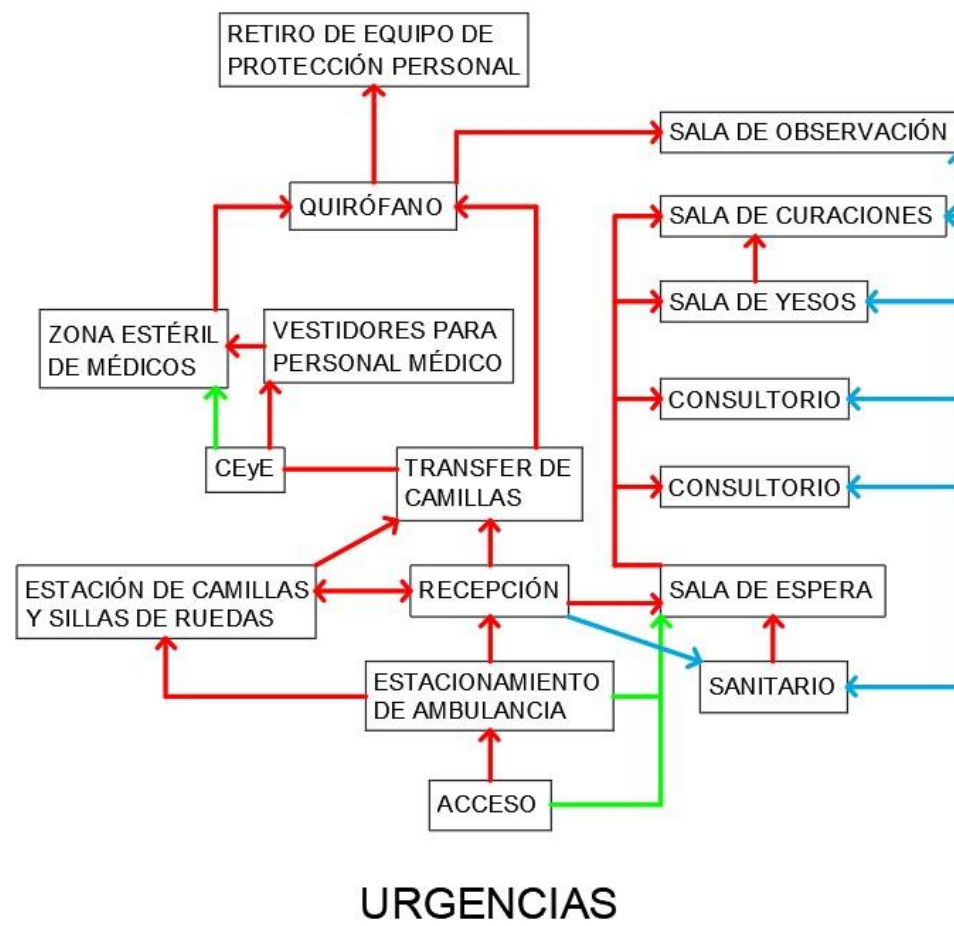 RETIRO DE EQUIPO DE
PROTECCIÓN PERSONAL
SALA DE OBSERVACIÓN
QUIRÓFANO
SALA DE CURACIONES
SALA DE YESOS
ZONA ESTÉRIL
DE MÉDICOS
VESTIDORES PARA
PERSONAL MÉDICO
CONSULTORIO
CEyE
TRANSFER DE
CAMILLAS
CONSULTORIO
ESTACIÓN DE CAMILLAS
Y SILLAS DE RUEDAS
RECEPCIÓN
SALA DE ESPERA
ESTACIONAMIENTO
DE AMBULANCIA
SANITARIO
ACCESO
URGENCIAS